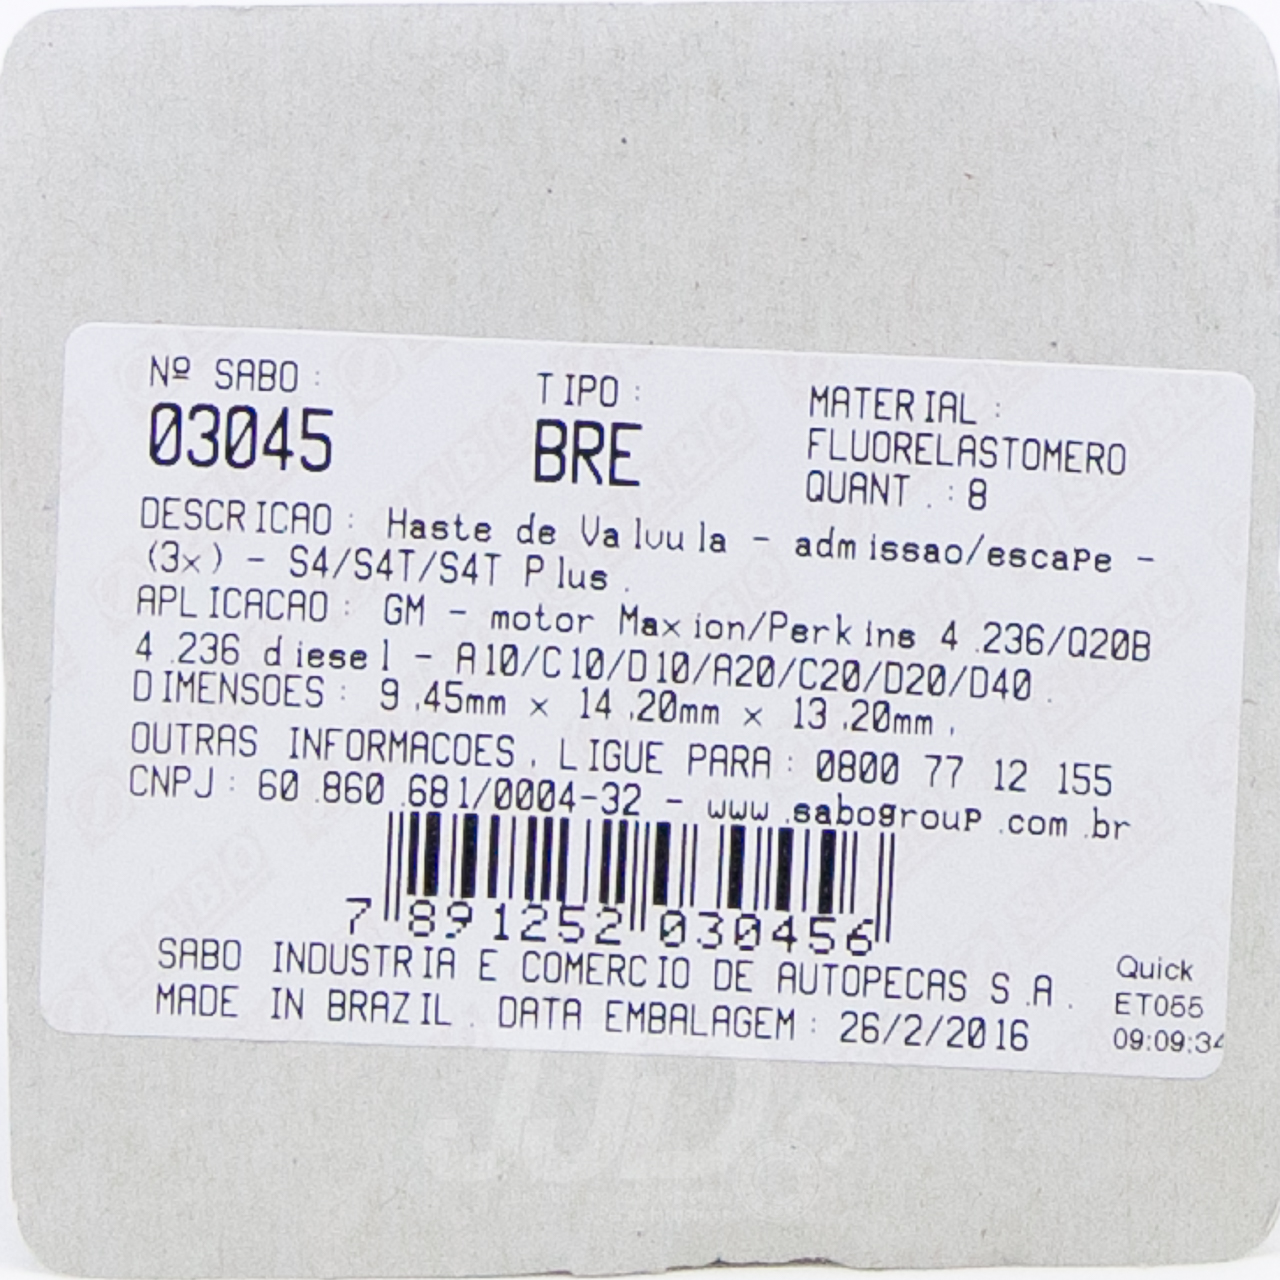 Nº SABO : TIPO : MATERIAL :
03045 BRE FLUORELASTOMERO
QUANT.:8
DESCRICAO: Haste de Valvula - admissao/escape -
(3x) - S4/S4T/S4T Plus.
APLICACAO: GM - motor Maxion/Perkins 4.236/Q20B
4.236 diesel - A10/C10/D10/A20/C20/D20/D40.
DIMENSOES: 9,45mm x 14,20mm x 13,20mm,
OUTRAS INFORMACOES, LIGUE PARA: 0800 77 12 155
CNPJ: 60.860.681/0004-32 - www.sabogroup.com.br
7 891252 030456
SABO INDUSTRIA E COMERCIO DE AUTOPECAS S.A.
MADE IN BRAZIL. DATA EMBALAGEM: 26/2/2016
Quick
ET055
09:09:34